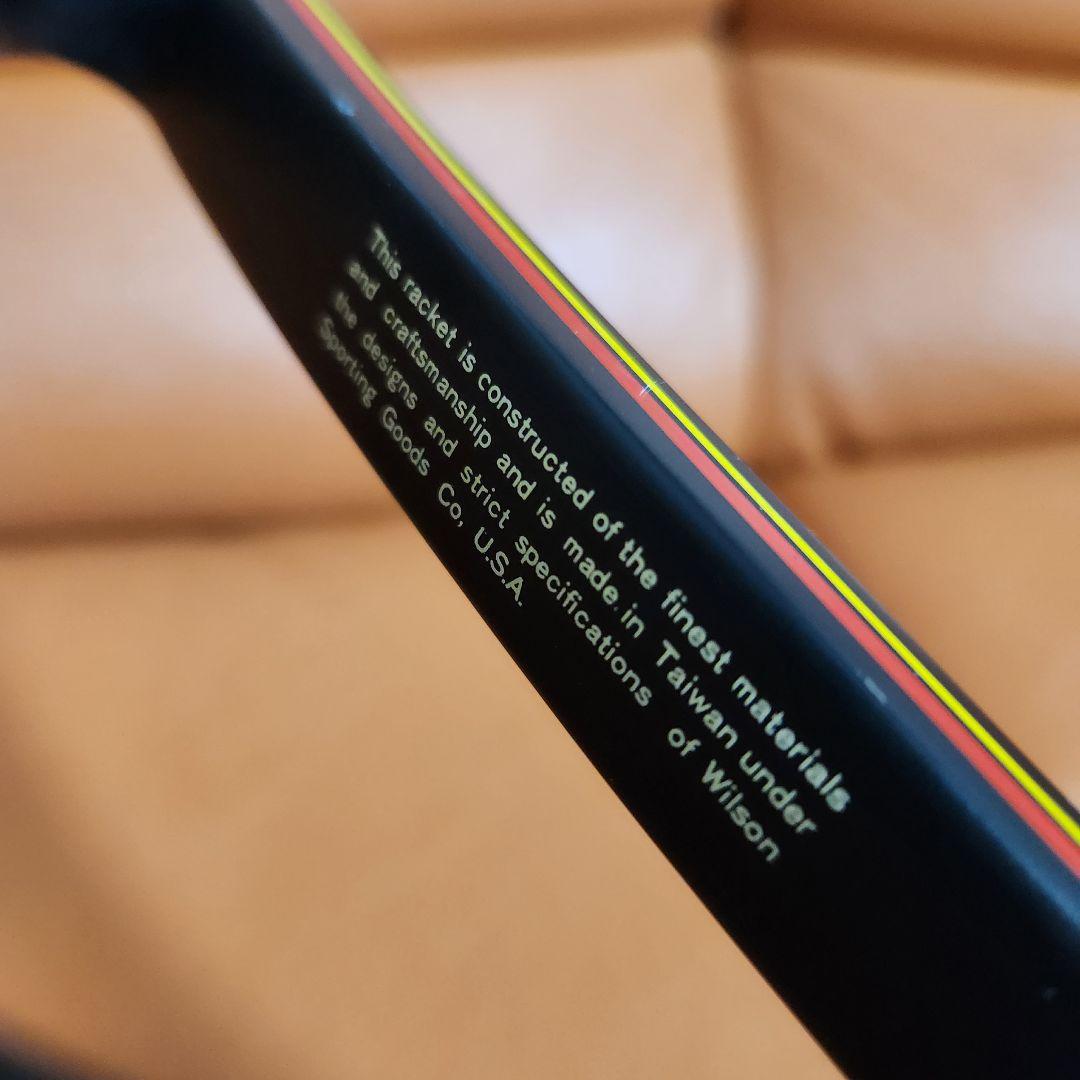 This racket is constructed of the finest materials
and craftsmanship and is made in Taiwan under
the designs and strict specifications of Wilson
Sporting Goods Co, U.S.A.